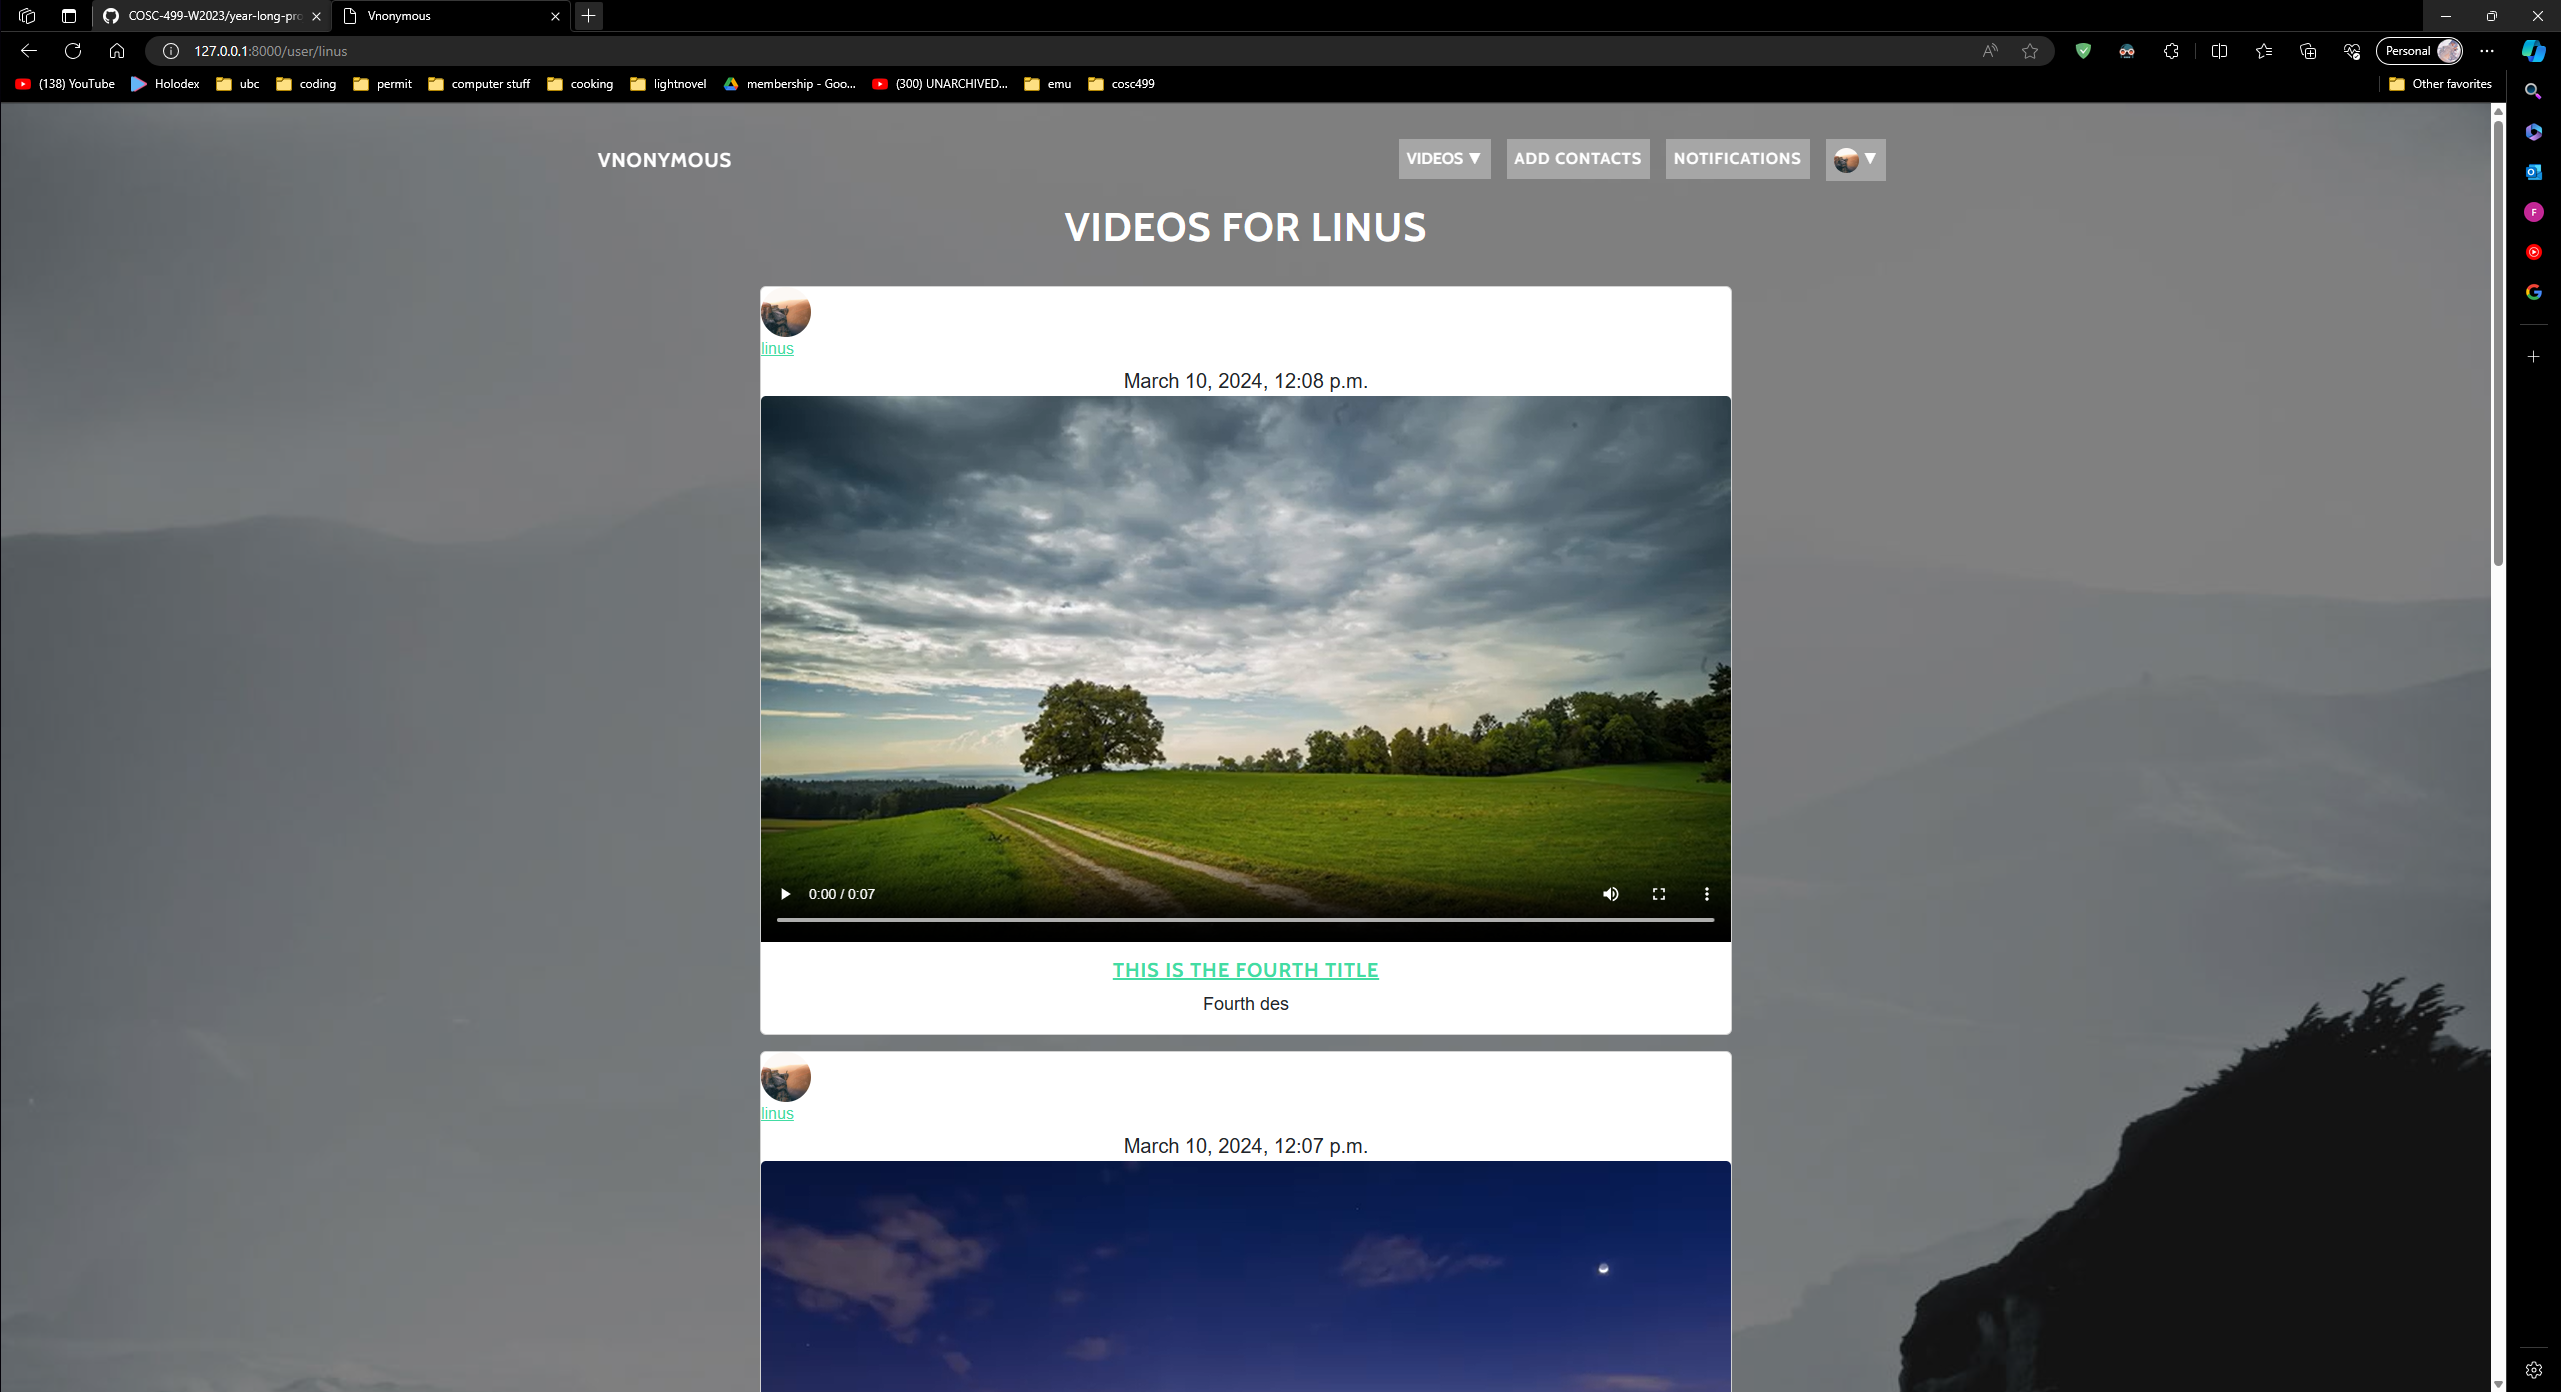 COSC-499-W2023/year-long-pro
Vnonymous
127.0.0.1:8000/user/linus
Personal
(138) YouTube
Holodex
ubc
coding
permit
computer stuff
cooking
lightnovel
membership - Goo...
(300) UNARCHIVED...
emu
cosc499
Other favorites
VNONYMOUS
VIDEOS ▼
ADD CONTACTS
NOTIFICATIONS
▼
VIDEOS FOR LINUS
linus
March 10, 2024, 12:08 p.m.
0:00 / 0:07
THIS IS THE FOURTH TITLE
Fourth des
linus
March 10, 2024, 12:07 p.m.
F